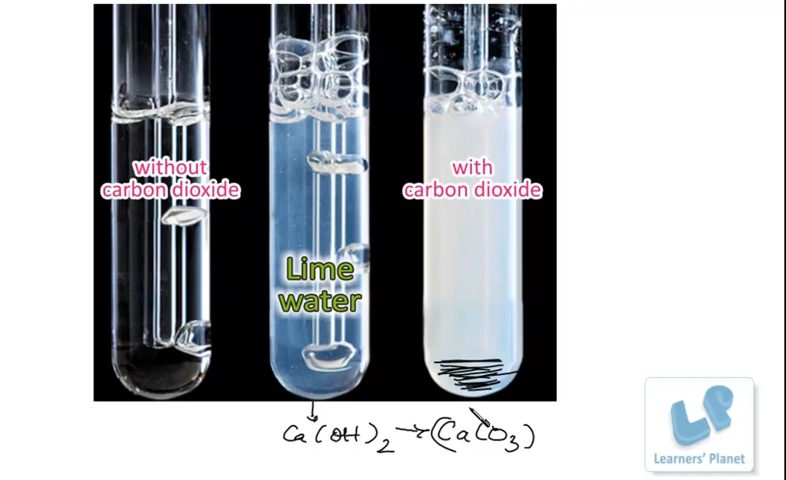 without
carbon dioxide
Lime
water
with
carbon dioxide
Ca(OH)2→(CaCO3)
LP
Learners' Planet